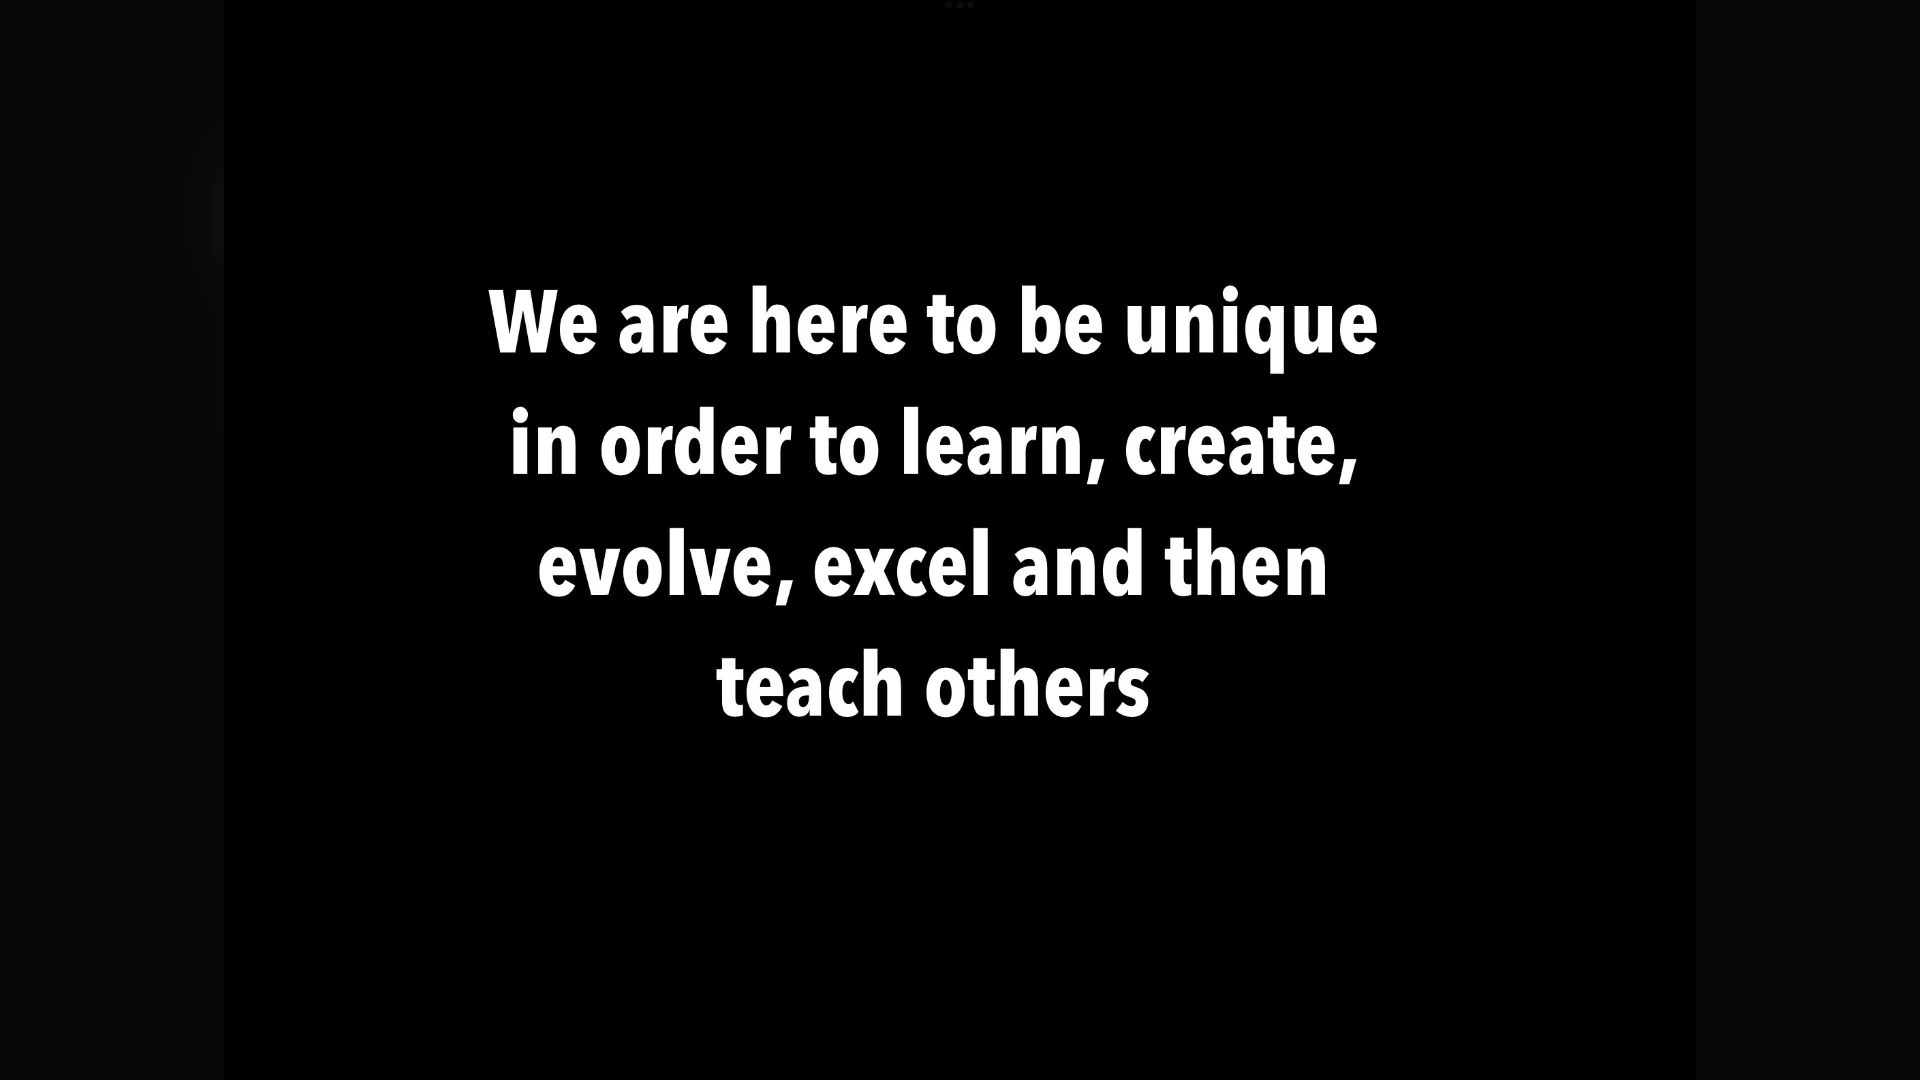 We are here to be unique
in order to learn, create,
evolve, excel and then
teach others